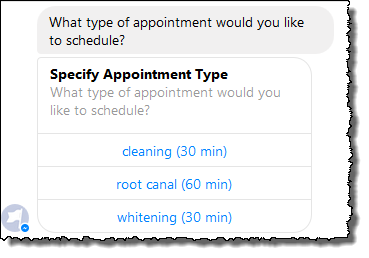 What type of appointment would you like
to schedule?
Specify Appointment Type
What type of appointment would you
like to schedule?
cleaning (30 min)
root canal (60 min)
whitening (30 min)